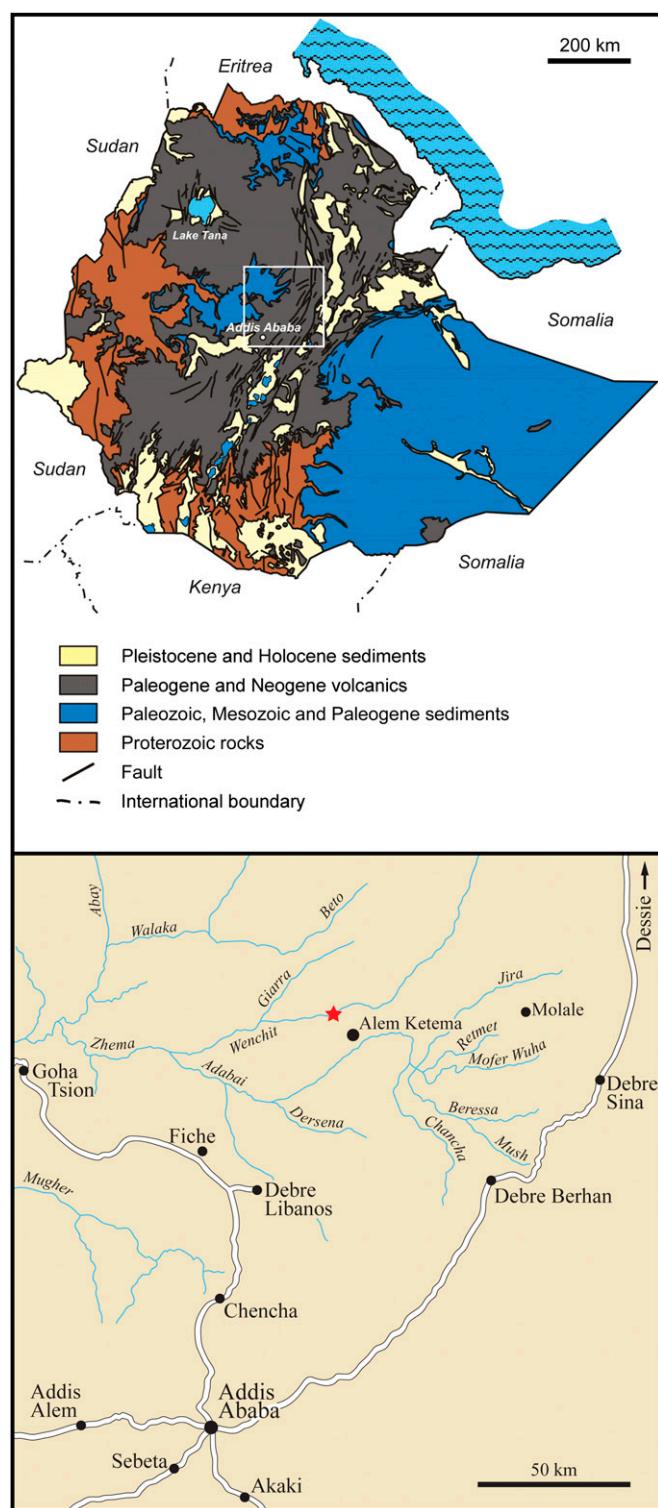 200 km
Eritrea
Sudan
Lake Tana
Addis Ababa
Somalia
Sudan
Somalia
Kenya
Pleistocene and Holocene sediments
Paleogene and Neogene volcanics
Paleozoic, Mesozoic and Paleogene sediments
Proterozoic rocks
Fault
International boundary
Dessie
Abay
Beto
Walaka
Giarra
Jira
Molale
Wenchit
Alem Ketema
Retmet
Zhema
Mofer Wuha
Goha
Tsion
Adabai
Debre
Sina
Beressa
Dersena
Chancha
Mush
Fiche
Mugher
Debre
Libanos
Debre Berhan
Chencha
Addis
Alem
Addis
Ababa
Sebeta
Akaki
50 km